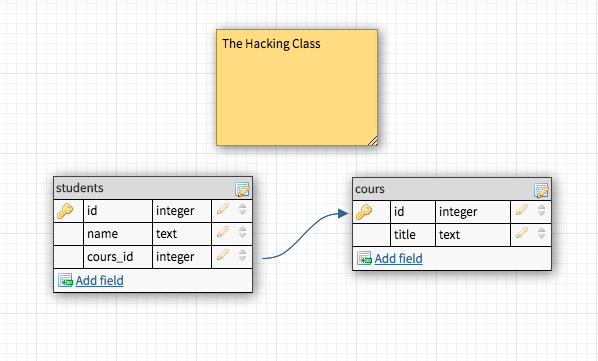 The Hacking Class
students
id integer
name text
cours_id integer
Add field
cours
id integer
title text
Add field